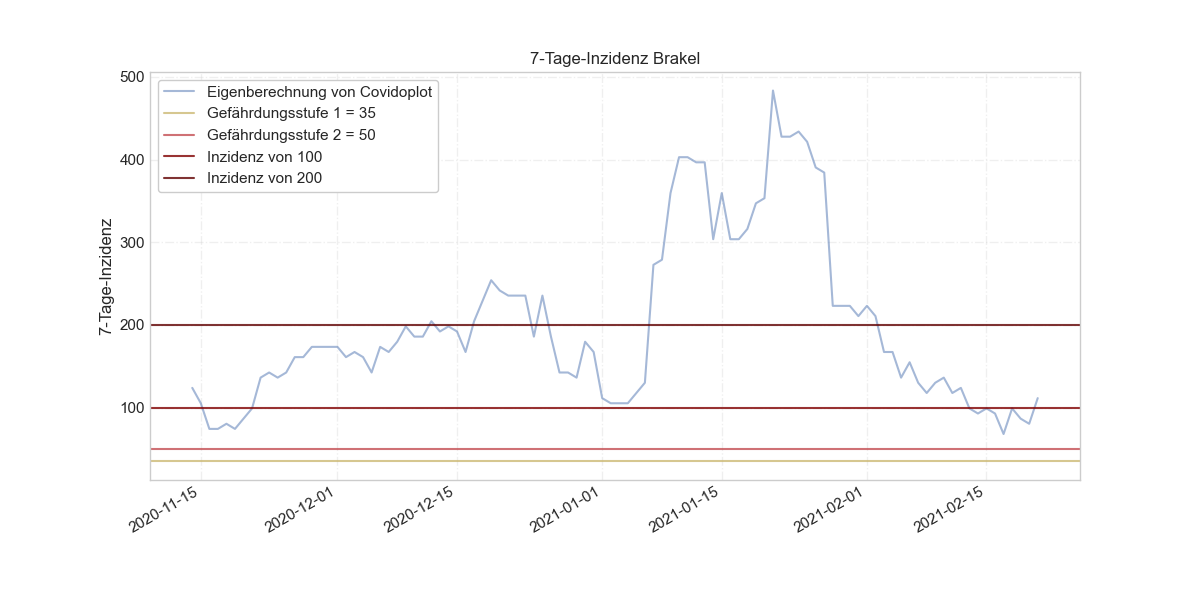 7-Tage-Inzidenz Brakel
7-Tage-Inzidenz
500
400
300
200
100
Eigenberechnung von Covidoplot
Gefährdungsstufe 1 = 35
Gefährdungsstufe 2 = 50
Inzidenz von 100
Inzidenz von 200
2020-11-15
2020-12-01
2020-12-15
2021-01-01
2021-01-15
2021-02-01
2021-02-15